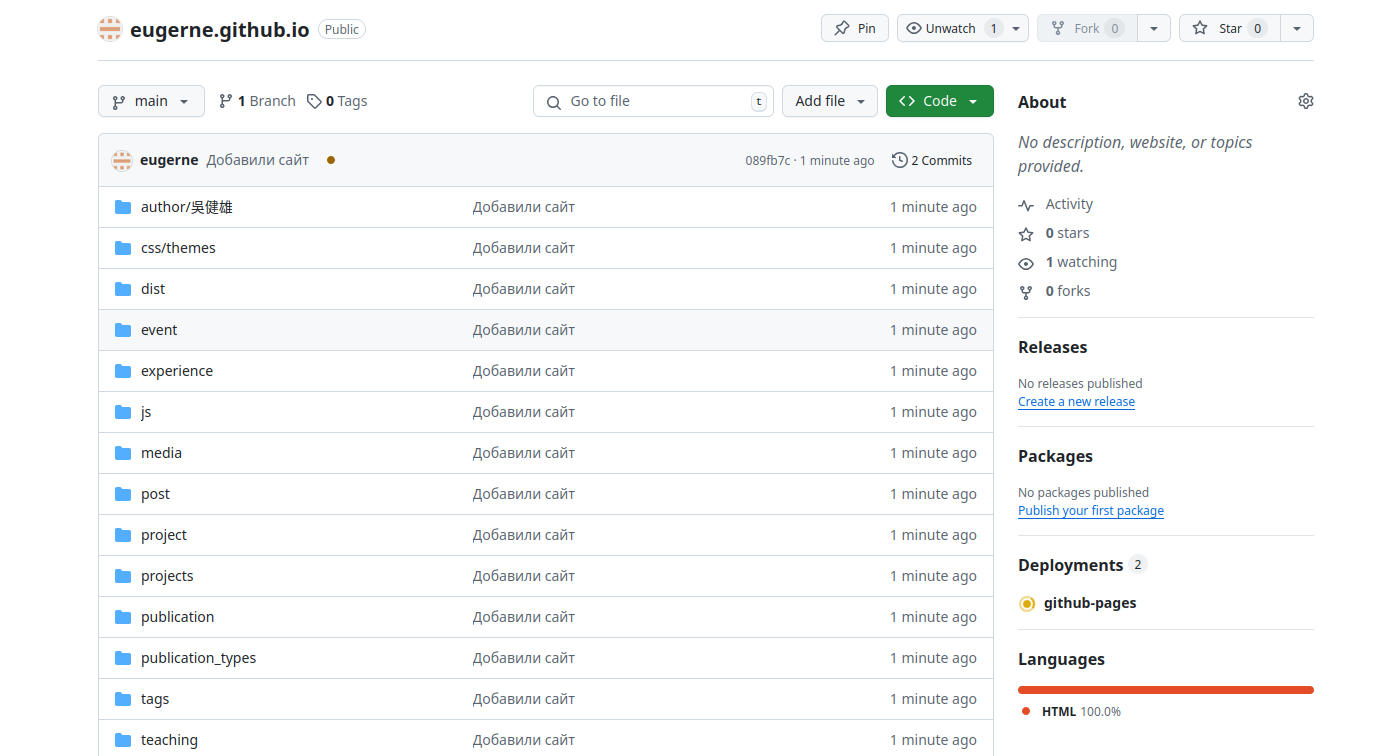 eugerne.github.io Public Pin Unwatch 1 Fork 0 Star 0
main 1 Branch 0 Tags Go to file t Add file Code
eugerne Добавили сайт 089fb7c · 1 minute ago 2 Commits
author/吳健雄 Добавили сайт 1 minute ago
css/themes Добавили сайт 1 minute ago
dist Добавили сайт 1 minute ago
event Добавили сайт 1 minute ago
experience Добавили сайт 1 minute ago
js Добавили сайт 1 minute ago
media Добавили сайт 1 minute ago
post Добавили сайт 1 minute ago
project Добавили сайт 1 minute ago
projects Добавили сайт 1 minute ago
publication Добавили сайт 1 minute ago
publication_types Добавили сайт 1 minute ago
tags Добавили сайт 1 minute ago
teaching Добавили сайт 1 minute ago
About
No description, website, or topics
provided.
Activity
0 stars
1 watching
0 forks
Releases
No releases published
Create a new release
Packages
No packages published
Publish your first package
Deployments 2
github-pages
Languages
HTML 100.0%